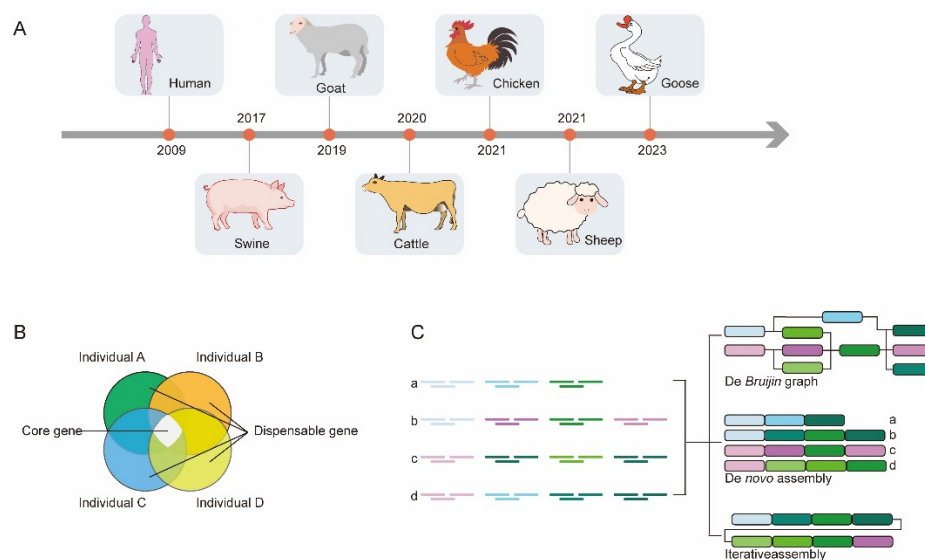 A
Human
Goat
Chicken
Goose
2017
2020
2021
2009
2019
2021
2023
Swine
Cattle
Sheep
B
Individual A
Individual B
Core gene
Dispensable gene
Individual C
Individual D
C
a
b
c
d
De Bruijin graph
a
b
c
d
De novo assembly
Iterativeassembly